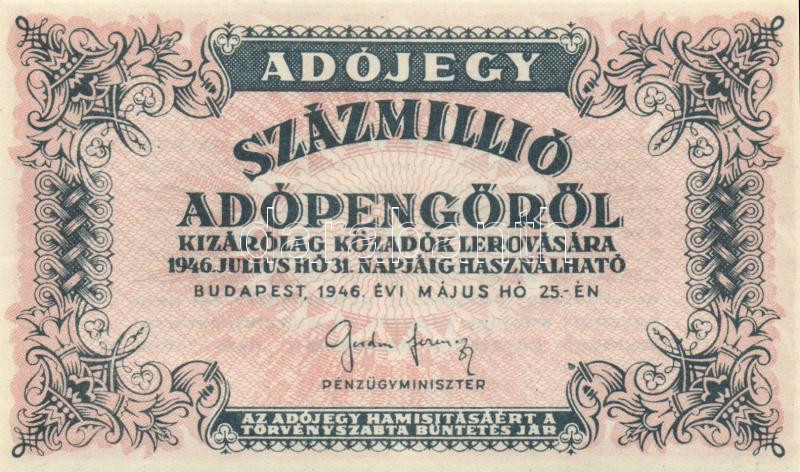 ADÓJEGY
SZÁZMILLIÓ
ADÓPENGŐRŐL
KIZÁRÓLAG KÖZADÓK LEROVÁSÁRA
1946. JULIUS HÓ 31. NAPJÁIG HASZNÁLHATÓ
BUDAPEST, 1946. ÉVI MÁJUS HÓ 25.-ÉN
PÉNZÜGYMINISZTER
AZ ADÓJEGY HAMISITÁSÁÉRT A
TÖRVÉNYSZABTA BÜNTETÉS JÁR